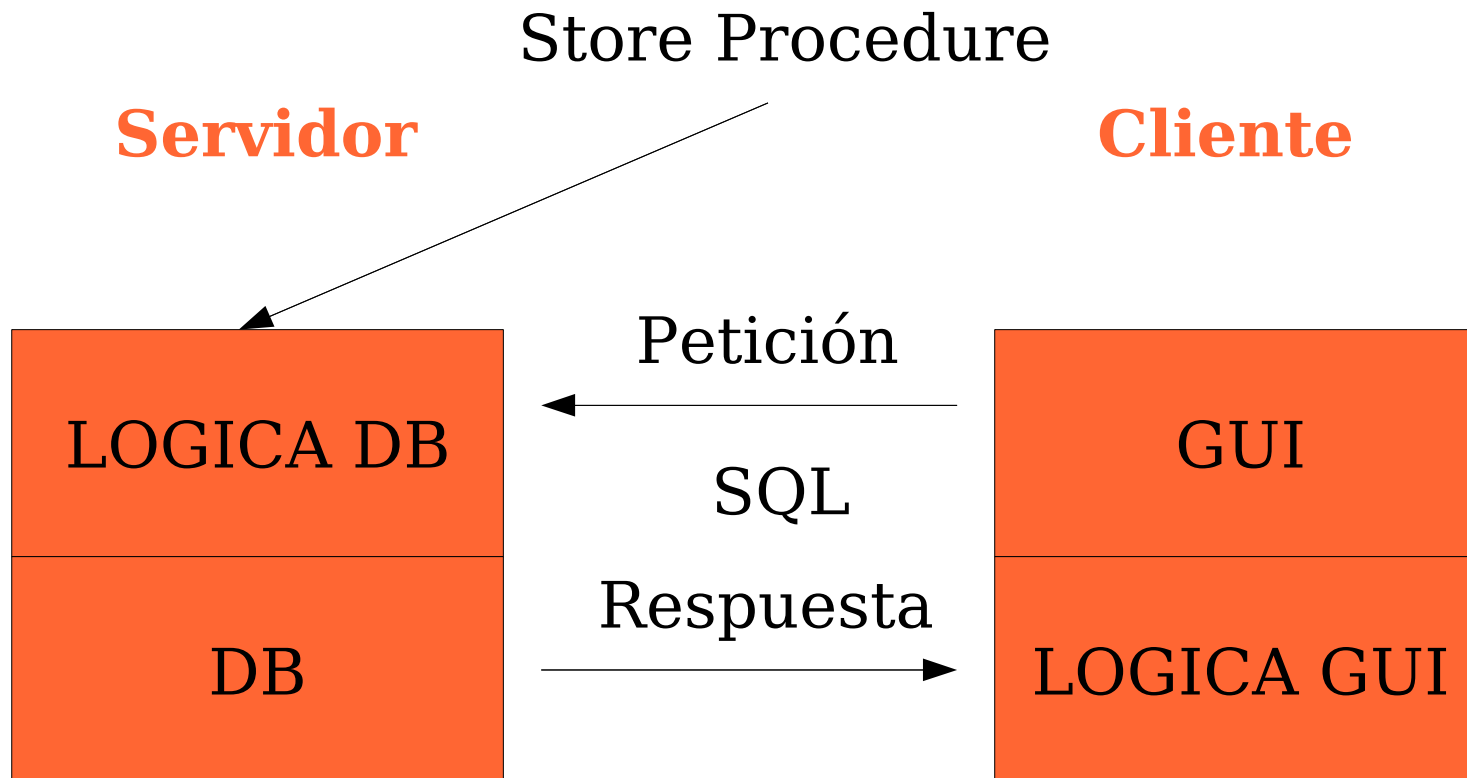 Store Procedure
Servidor
Cliente
Petición
LOGICA DB
GUI
SQL
Respuesta
DB
LOGICA GUI